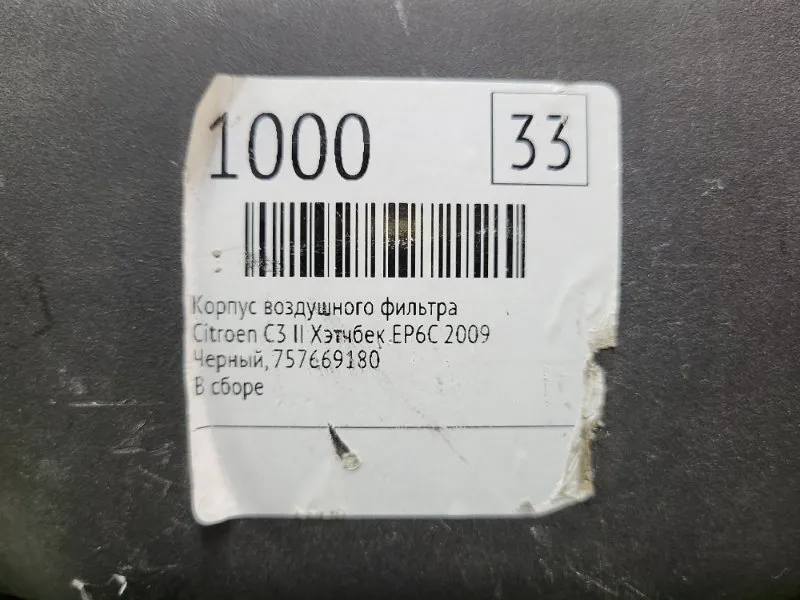 1000
33
Корпус воздушного фильтра
Citroen C3 II Хэтчбек EP6C 2009
Черный, 757669180
В сборе